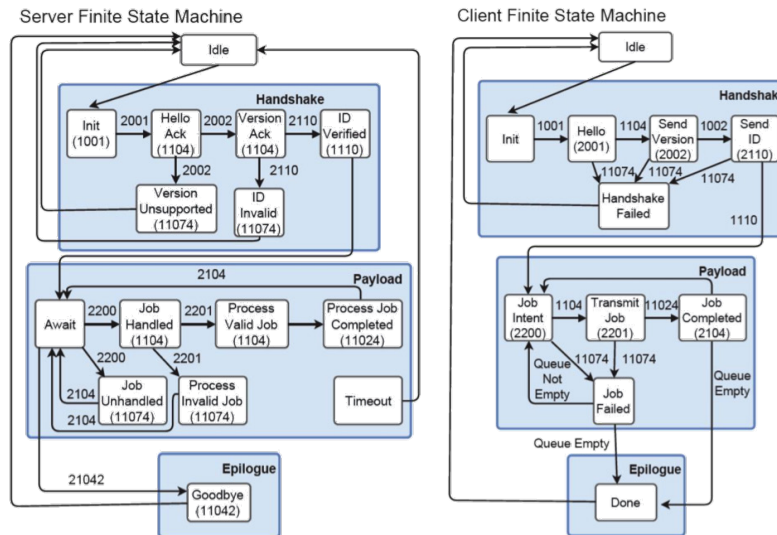 Server Finite State Machine
Idle
Handshake
Init
(1001)
2001
Hello
Ack
(1104)
2002
Version
Ack
(1104)
2110
ID
Verified
(1110)
2002
2110
Version
Unsupported
(11074)
ID
Invalid
(11074)
2104
Payload
Await
2200
Job
Handled
(1104)
2201
Process
Valid Job
(1104)
Process Job
Completed
(11024)
2200
2201
2104
2104
Job
Unhandled
(11074)
Process
Invalid Job
(11074)
Timeout
21042
Epilogue
Goodbye
(11042)
Client Finite State Machine
Idle
Handshak
Init
1001
Hello
(2001)
1104
Send
Version
(2002)
1002
Send
ID
(2110)
11074
11074
11074
Handshake
Failed
1110
Payload
Job
Intent
(2200)
1104
Transmit
Job
(2201)
11024
Job
Completed
(2104)
11074
11074
Queue
Not
Empty
Job
Failed
Queue
Empty
Queue Empty
Epilogue
Done